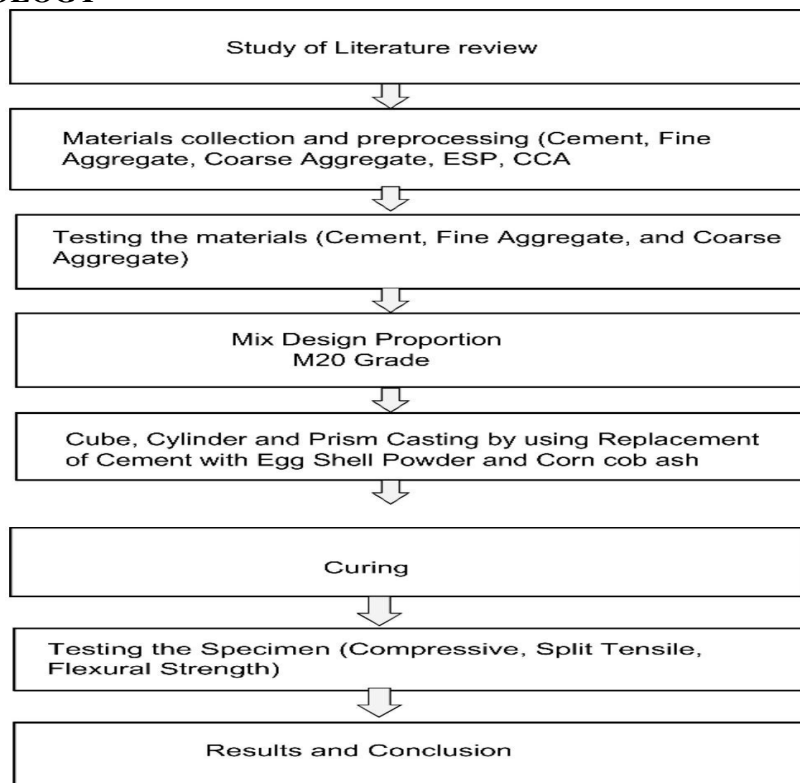 Study of Literature review
Materials collection and preprocessing (Cement, Fine
Aggregate, Coarse Aggregate, ESP, CCA
Testing the materials (Cement, Fine Aggregate, and Coarse
Aggregate)
Mix Design Proportion
M20 Grade
Cube, Cylinder and Prism Casting by using Replacement
of Cement with Egg Shell Powder and Corn cob ash
Curing
Testing the Specimen (Compressive, Split Tensile,
Flexural Strength)
Results and Conclusion